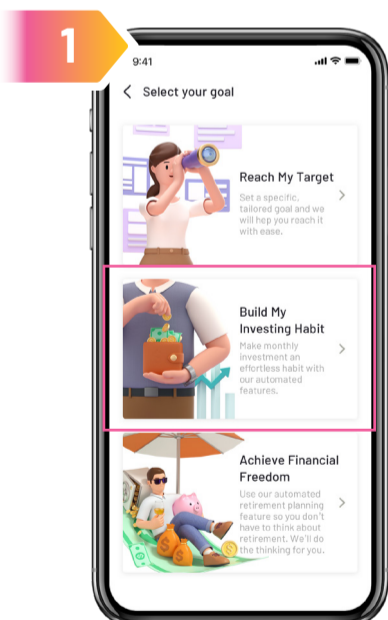 1
9:41
Select your goal
Reach My Target
Set a specific,
tailored goal and we
will hep you reach it
with ease.
Build My
Investing Habit
Make monthly
investment an
effortless habit with
our automated
features.
Achieve Financial
Freedom
Use our automated
retirement planning
feature so you don't
have to think about
retirement. We'll do
the thinking for you.